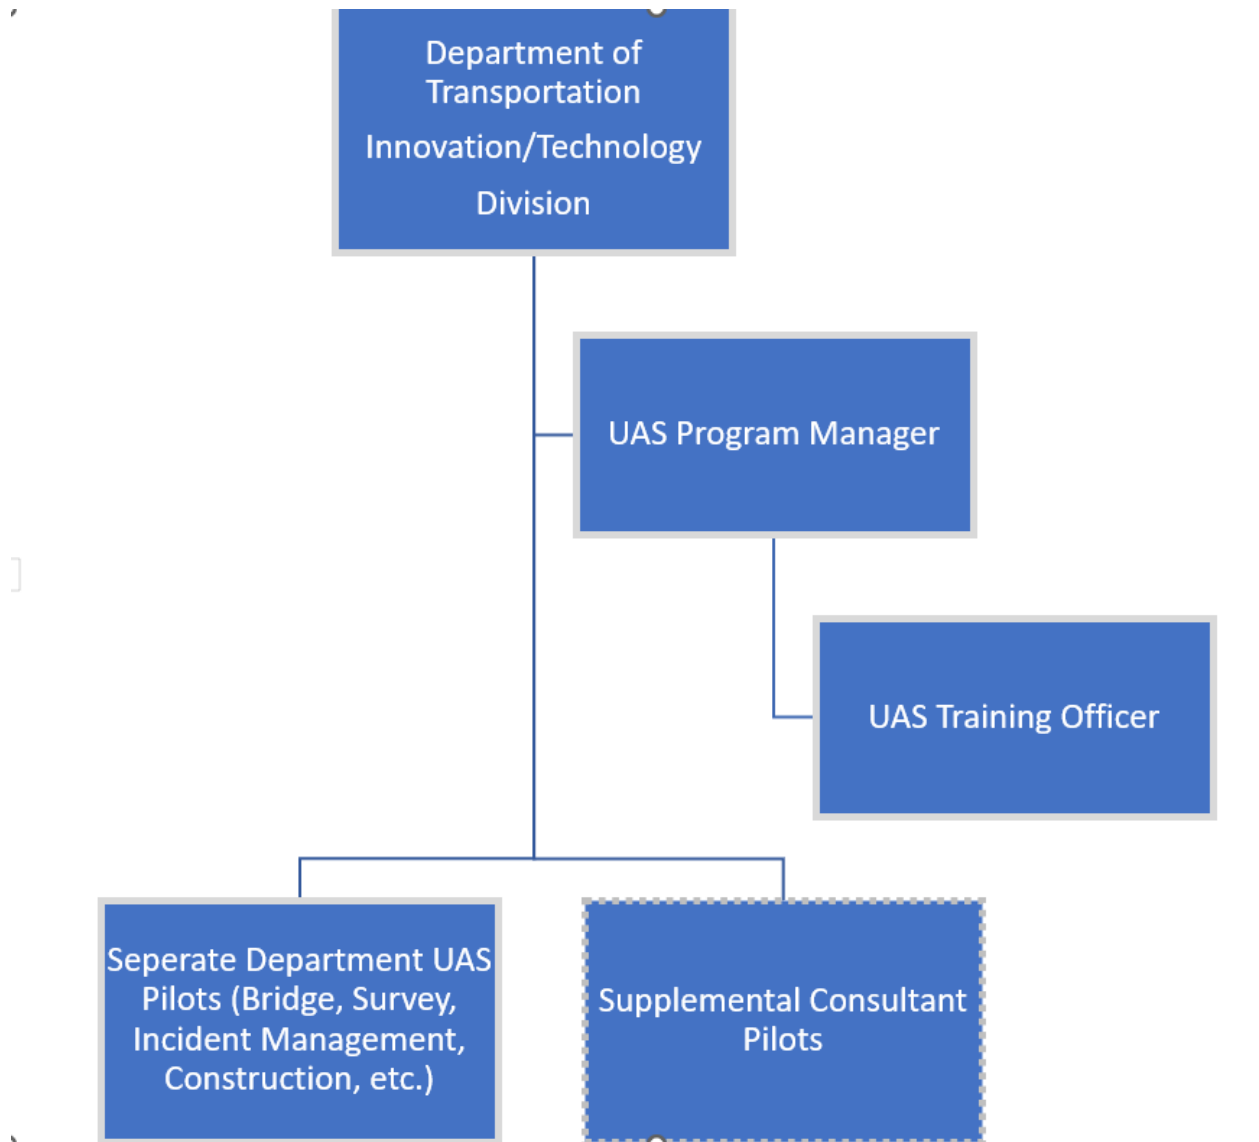 Department of
Transportation
Innovation/Technology
Division
UAS Program Manager
UAS Training Officer
Seperate Department UAS
Pilots (Bridge, Survey,
Incident Management,
Construction, etc.)
Supplemental Consultant
Pilots